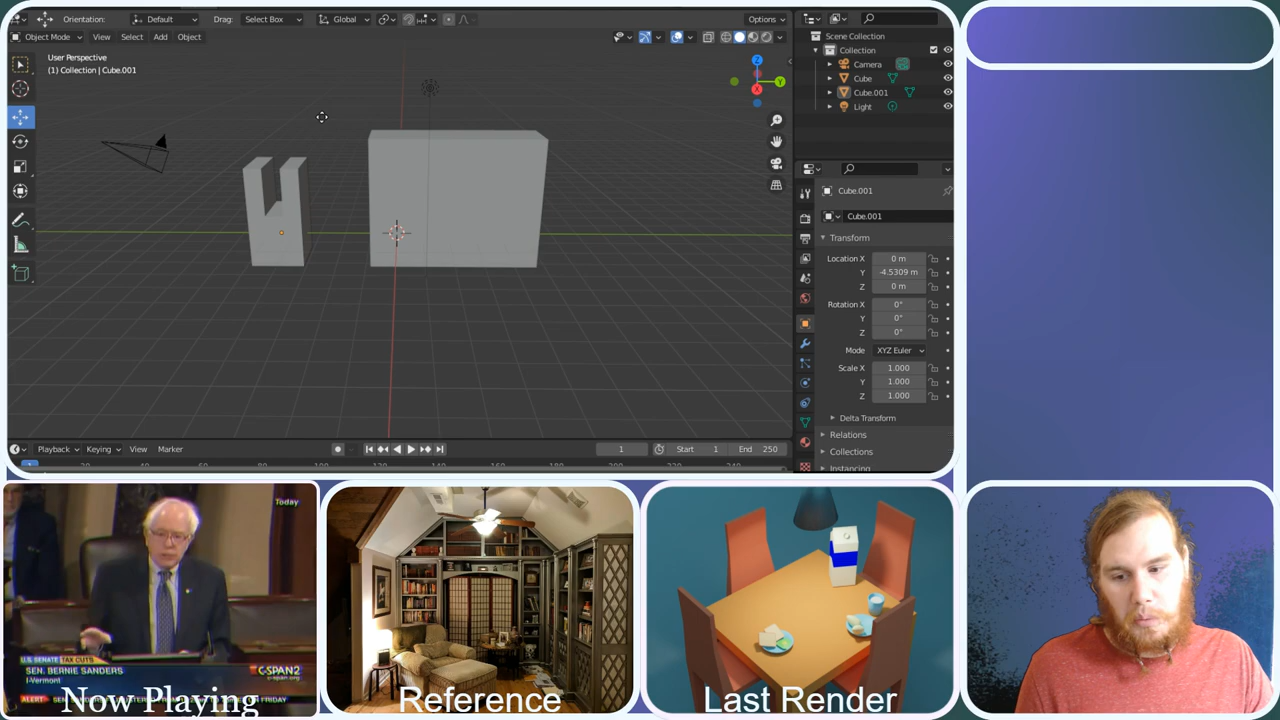 Orientation: Default Drag: Select Box Global Options
Object Mode View Select Add Object
User Perspective
(1) Collection | Cube.001
Z
Y
X
Scene Collection
Collection
Camera
Cube
Cube.001
Light
Cube.001
Cube.001
Transform
Location X 0 m
Y -4.5309 m
Z 0 m
Rotation X 0°
Y 0°
Z 0°
Mode XYZ Euler
Scale X 1.000
Y 1.000
Z 1.000
Delta Transform
Relations
Collections
Instancing
Playback Keying View Marker 1 Start 1 End 250
Today
U.S. SENATE TAX CUTS
SEN. BERNIE SANDERS
I-Vermont
C-SPAN2
c-span.org
ALERT
FRIDAY
Now Playing
Reference
Last Render